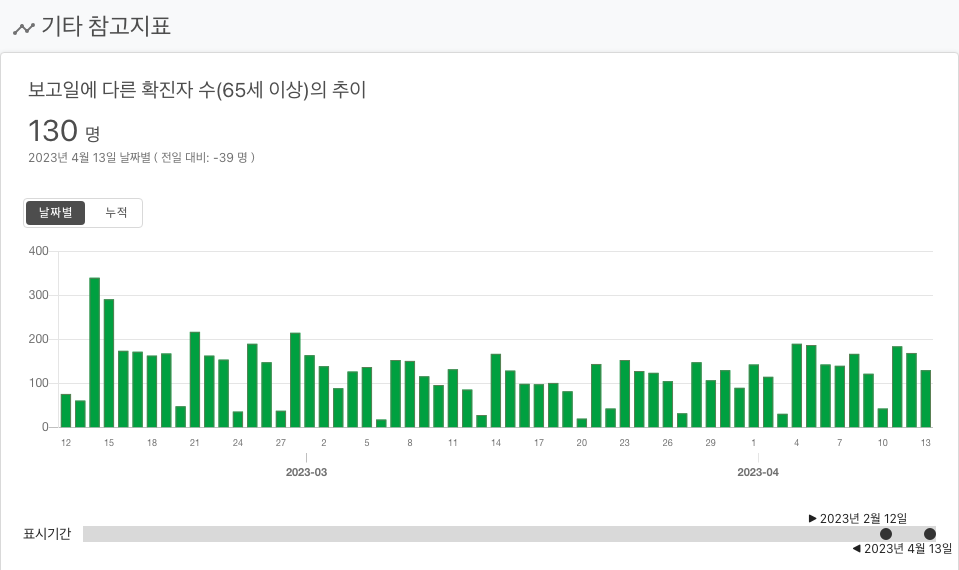 기타 참고지표
보고일에 다른 확진자 수(65세 이상)의 추이
130 명
2023년 4월 13일 날짜별 ( 전일 대비: -39 명 )
날짜별 누적
400
300
200
100
0
12 15 18 21 24 27 2 5 8 11 14 17 20 23 26 29 1 4 7 10 13
2023-03 2023-04
▶ 2023년 2월 12일
표시기간
◀ 2023년 4월 13일